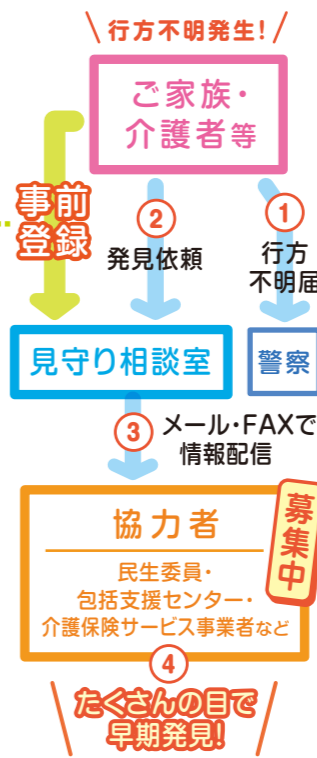 行方不明発生!
ご家族・
介護者等
事前
登録
②
発見依頼
①
行方
不明届
見守り相談室
警察
③
メール・FAXで
情報配信
協力者
募集中
民生委員・
包括支援センター・
介護保険サービス事業者など
④
たくさんの目で
早期発見!